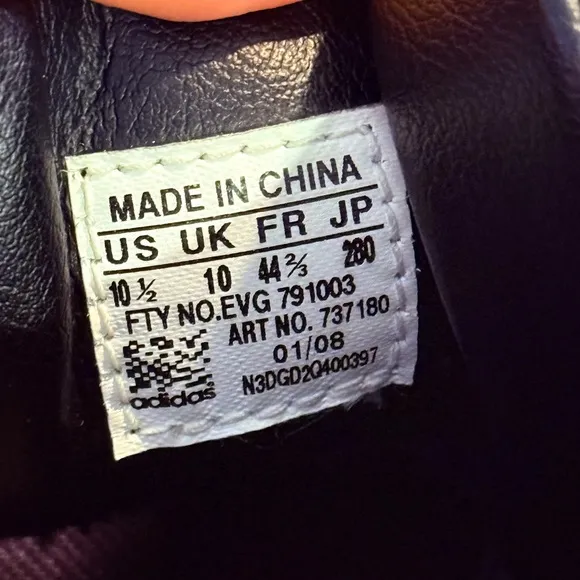 MADE IN CHINA
US UK FR JP
10 ½ 10 44 ⅔ 280
FTY NO.EVG 791003
ART NO. 737180
01/08
adidas N3DGD2Q400397